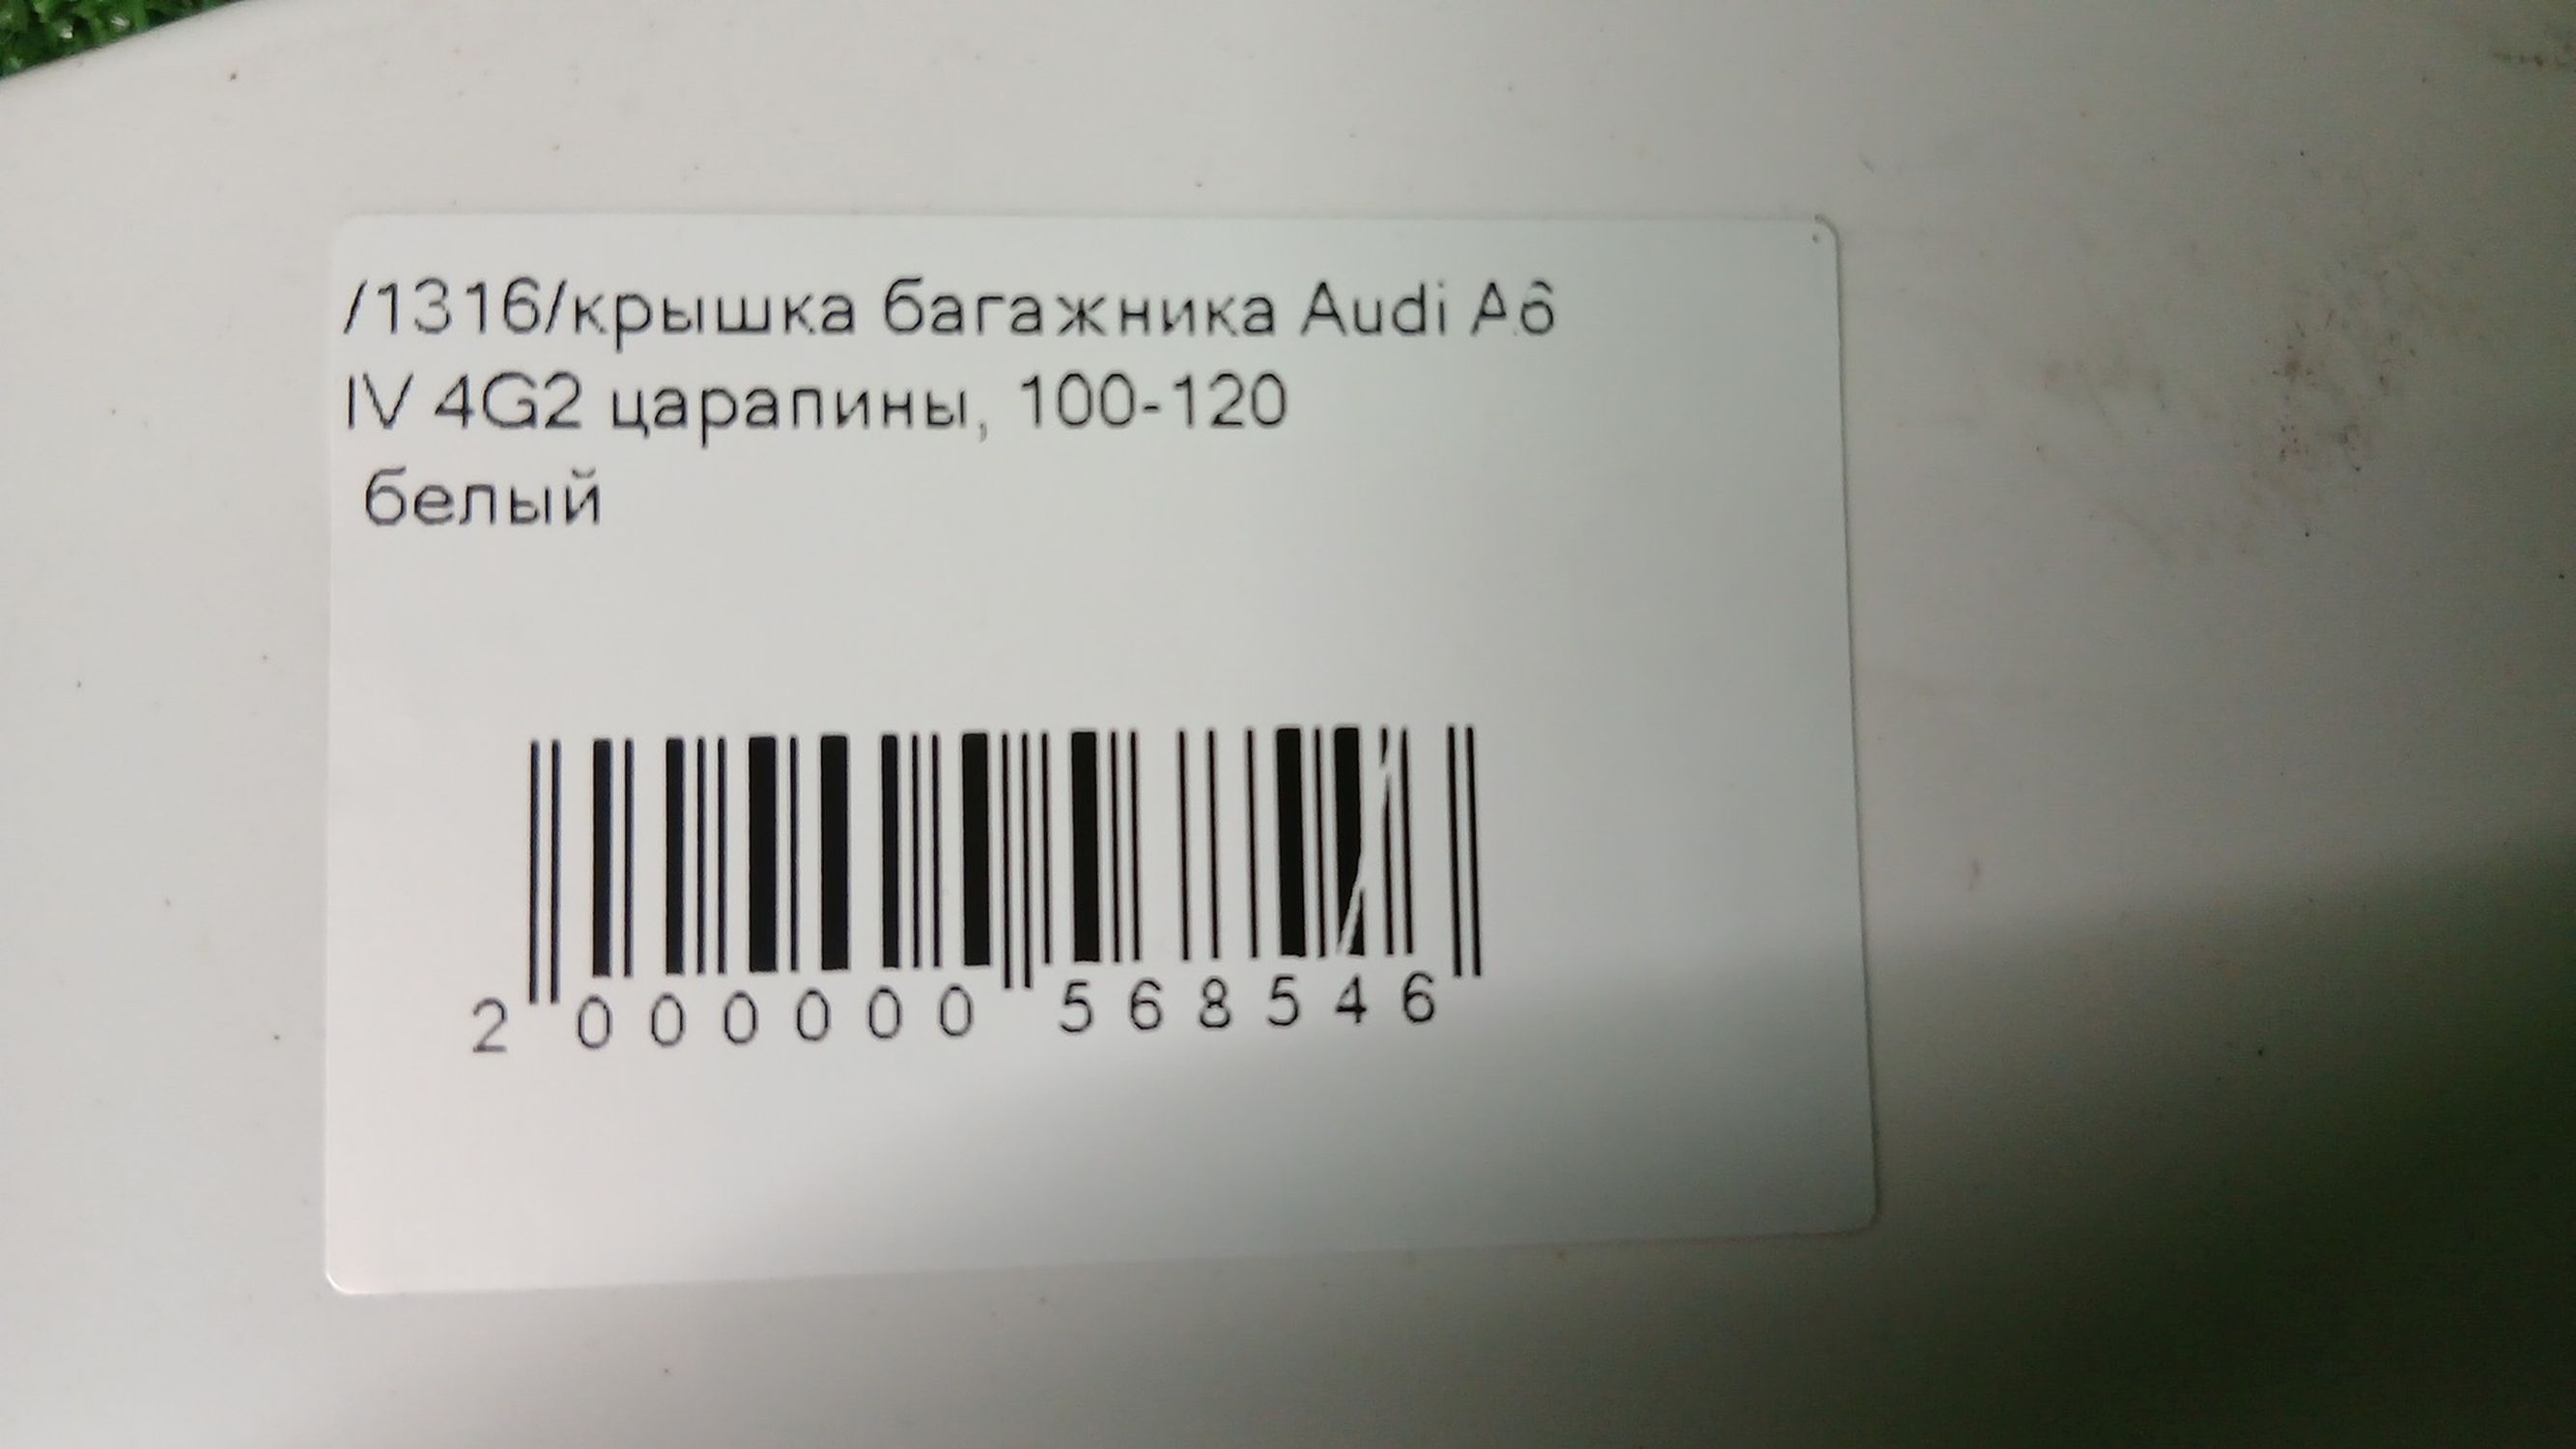 /1316/крышка багажника Audi A6
IV 4G2 царапины, 100-120
белый
2 000000 568546